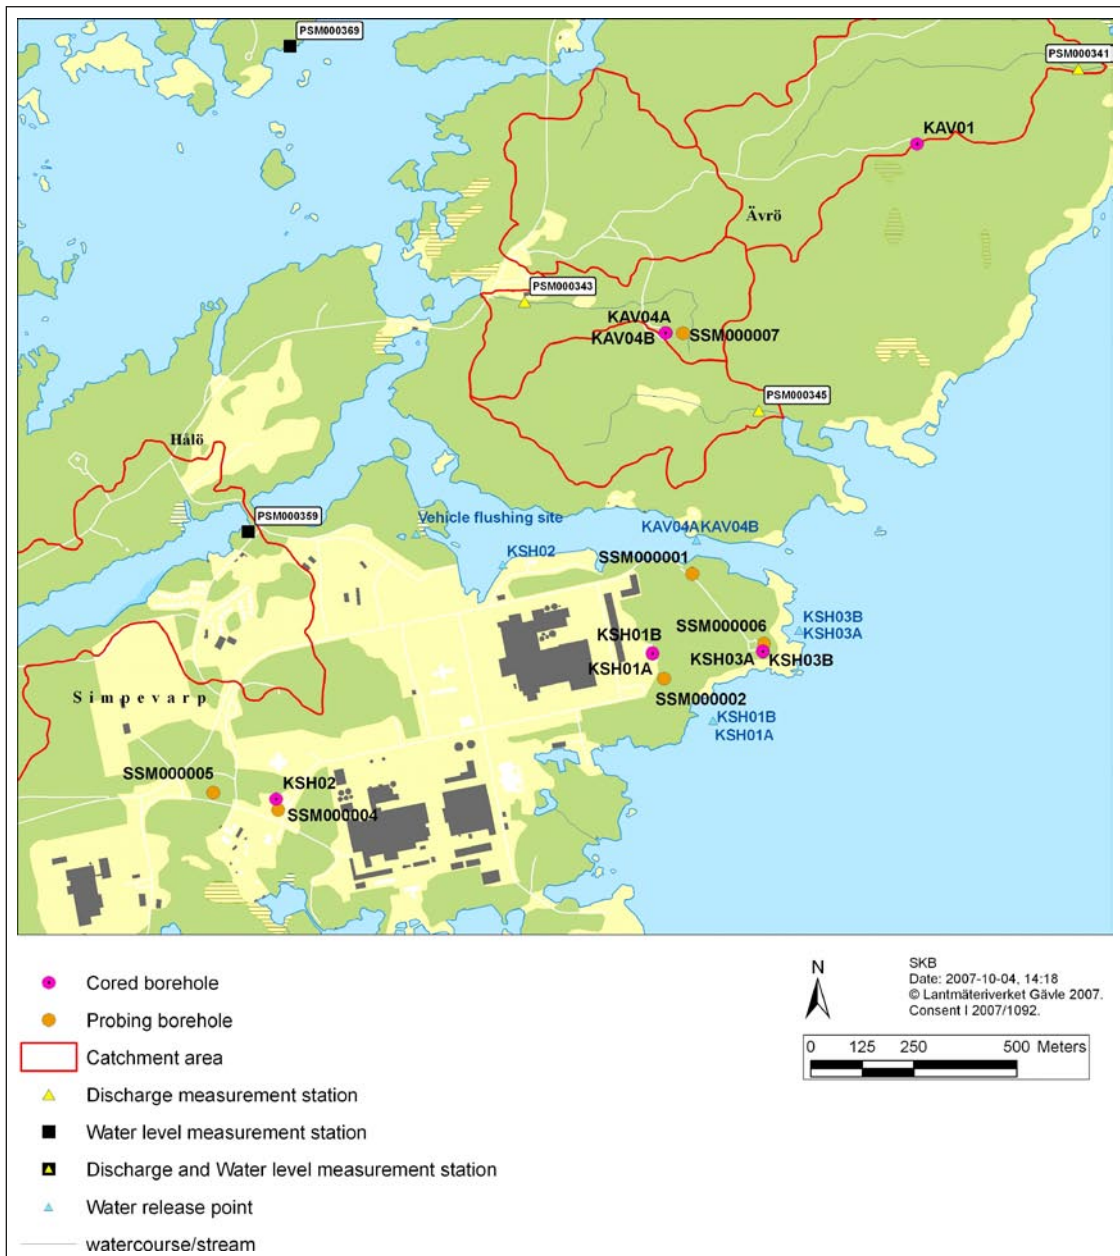 PSM000369
PSM000341
KAV01
Ävrö
PSM000343
KAV04A
KAV04B
SSM000007
PSM000345
Hålö
PSM000359
Vehicle flushing site
KAV04AKAV04B
KSH02
SSM000001
KSH03B
KSH03A
SSM000006
KSH01B
KSH03A
KSH03B
KSH01A
SSM000002
Simpevarp
KSH01B
KSH01A
SSM000005
KSH02
SSM000004
Cored borehole
Probing borehole
Catchment area
Discharge measurement station
Water level measurement station
Discharge and Water level measurement station
Water release point
watercourse/stream
N
SKB
Date: 2007-10-04, 14:18
© Lantmäteriverket Gävle 2007.
Consent I 2007/1092.
0 125 250 500 Meters